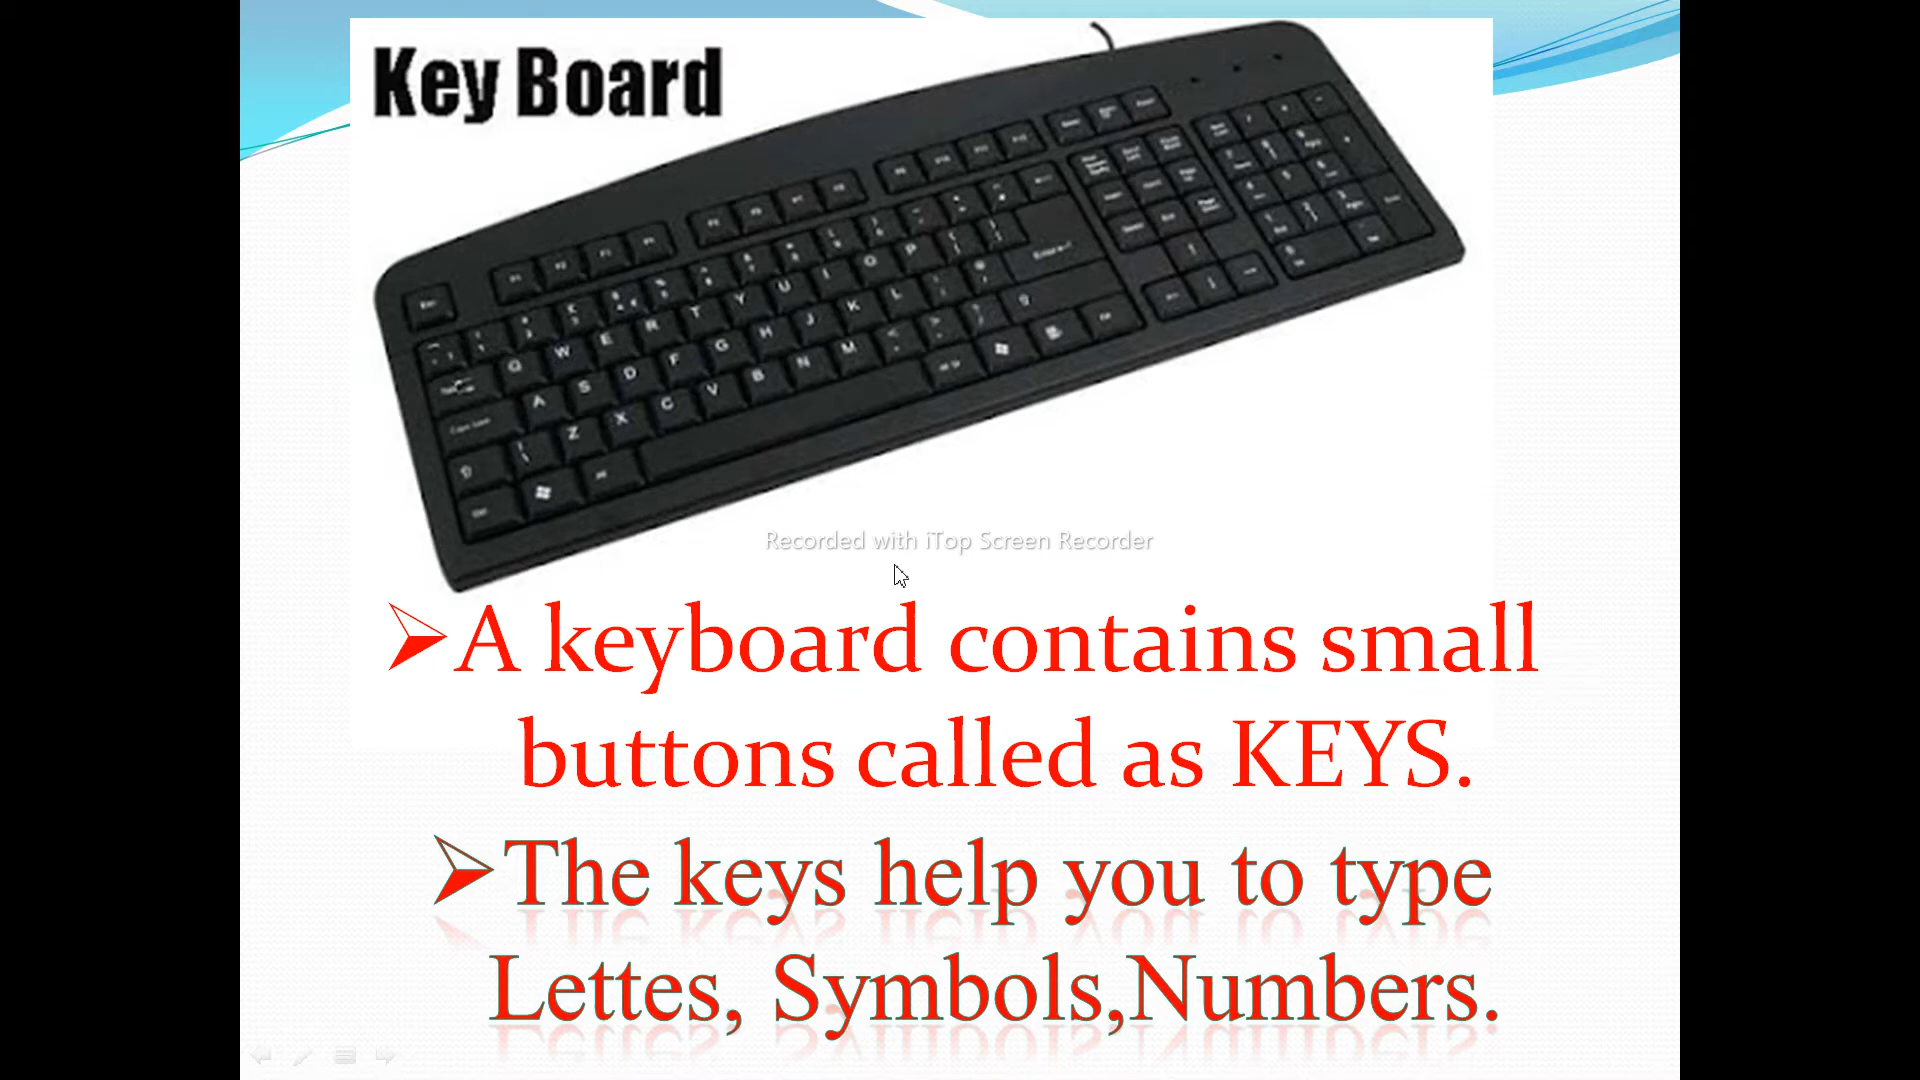 Key Board
Q W E R T Y U I O P
A S D F G H J K L
Z X C V B N M
Recorded with iTop Screen Recorder
➢A keyboard contains small
buttons called as KEYS.
➢The keys help you to type
Lettes, Symbols,Numbers.